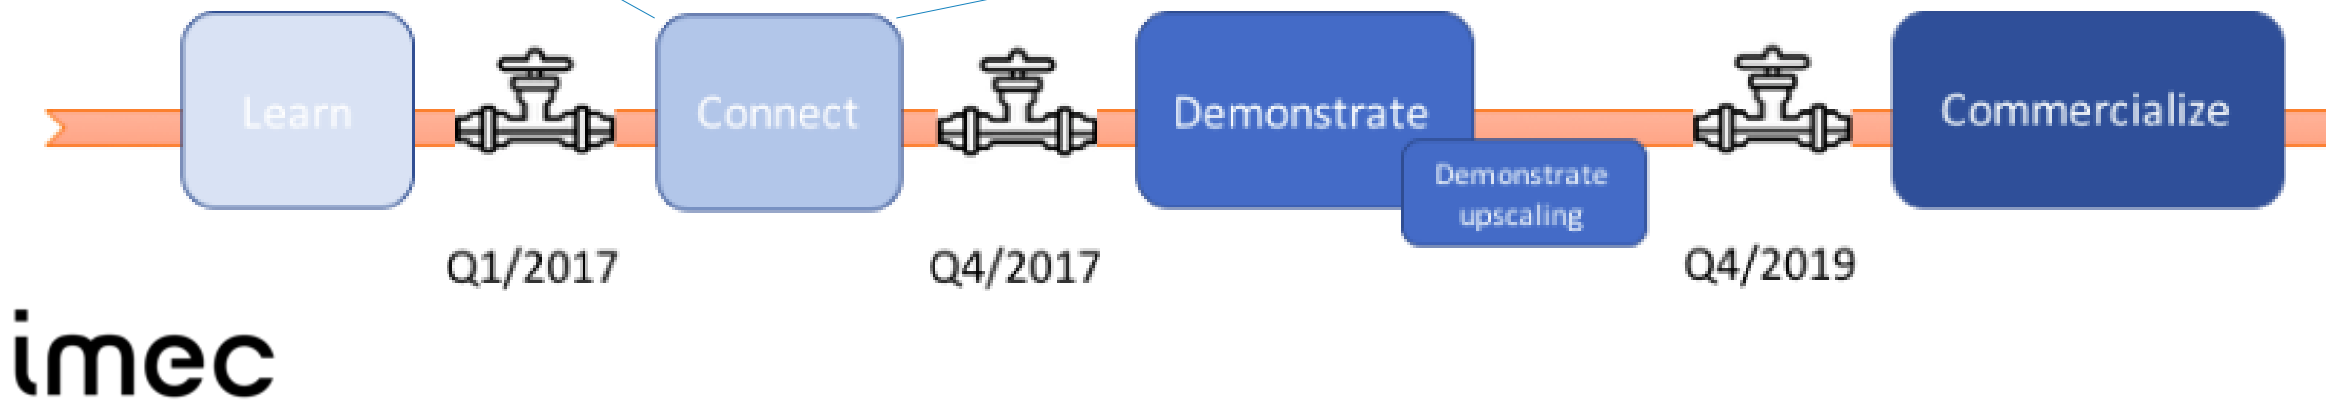 Learn
Connect
Demonstrate
Commercialize
Demonstrate
upscaling
Q1/2017
Q4/2017
Q4/2019
imec